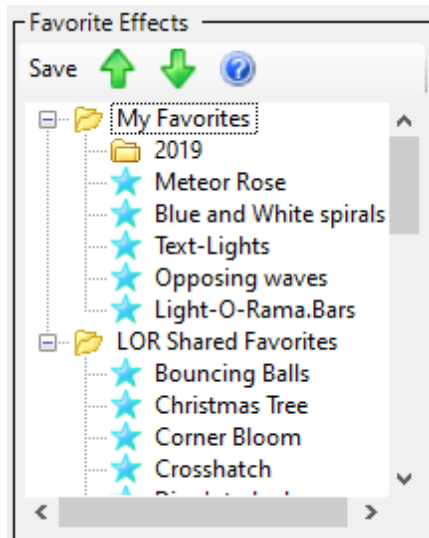 Favorite Effects
Save
My Favorites
2019
Meteor Rose
Blue and White spirals
Text-Lights
Opposing waves
Light-O-Rama.Bars
LOR Shared Favorites
Bouncing Balls
Christmas Tree
Corner Bloom
Crosshatch